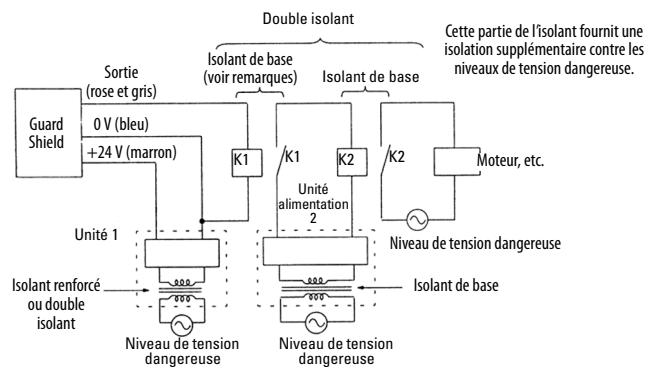 Double isolant
Cette partie de l'isolant fournit une
isolation supplémentaire contre les
niveaux de tension dangereuse.
Isolant de base
(voir remarques)
Isolant de base
Sortie
(rose et gris)
Guard
Shield
0 V (bleu)
+24 V (marron)
K1
K1
K2
K2
Moteur, etc.
Unité
alimentation
2
Unité 1
Niveau de tension dangereuse
Isolant renforcé
ou double
isolant
Isolant de base
Niveau de tension
dangereuse
Niveau de tension
dangereuse